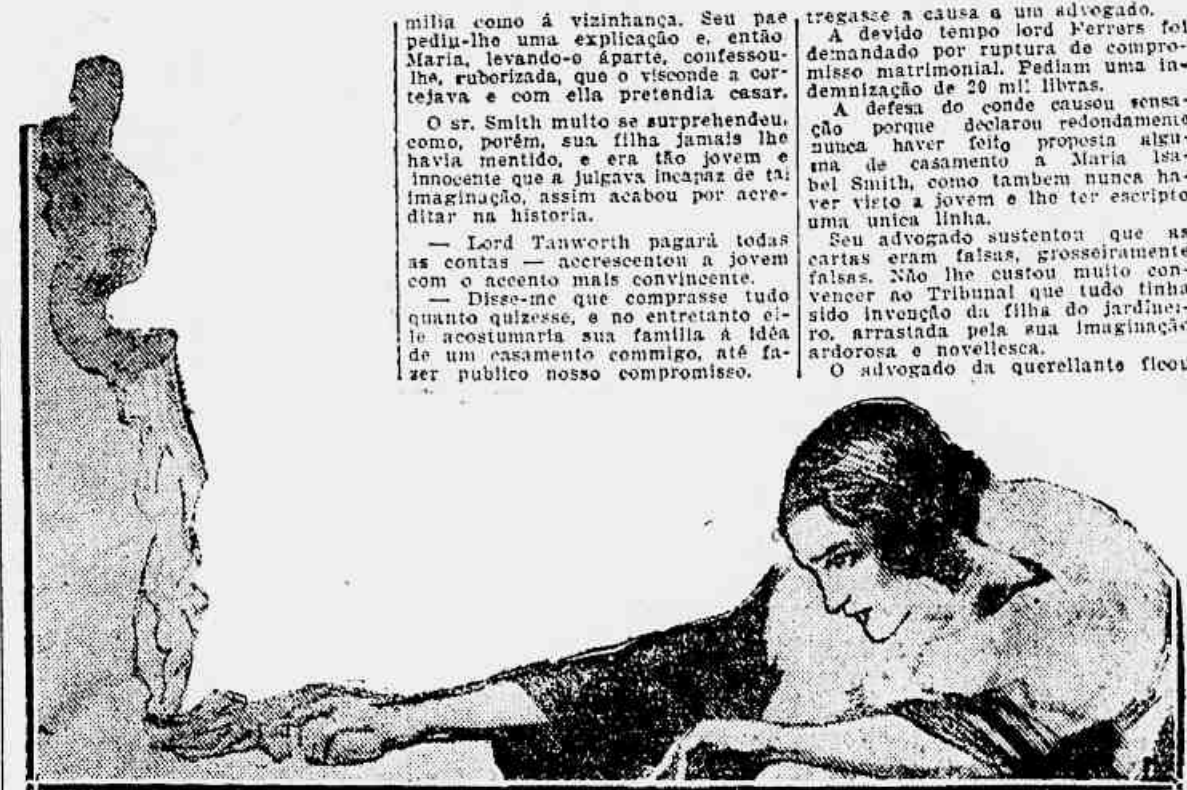 milia como á vizinhança. Seu pae
pediu-lhe uma explicação e, então
Maria, levando-o áparte, confessou-
lhe, ruborizada, que o visconde a cor-
tejava e com ella pretendia casar.
O sr. Smith muito se surprehendeu,
como, porém, sua filha jamais lhe
havia mentido, e era tão jovem e
innocente que a julgava incapaz de tal
imaginação, assim acabou por acre-
ditar na historia.
— Lord Tanworth pagará todas
as contas — accrescentou a jovem
com o accento mais convincente.
— Disse-me que comprasse tudo
quanto quizesse, e no entretanto el-
le acostumaria sua familia á idéa
de um casamento commigo, até fa-
zer publico nosso compromisso.
tregasse a causa a um advogado.
A devido tempo lord Ferrers foi
demandado por ruptura de compro-
misso matrimonial. Pediam uma in-
demnização de 20 mil libras.
A defesa do conde causou sensa-
ção porque declarou redondamente
nunca haver feito proposta algu-
ma de casamento a Maria Isa-
bel Smith, como tambem nunca ha-
ver visto a jovem e lhe ter escripto
uma unica linha.
Seu advogado sustentou que as
cartas eram falsas, grosseiramente
falsas. Não lhe custou muito con-
vencer ao Tribunal que tudo tinha
sido invenção da filha do jardinei-
ro, arrastada pela sua imaginação
ardorosa e novellesca.
O advogado da querellante ficou